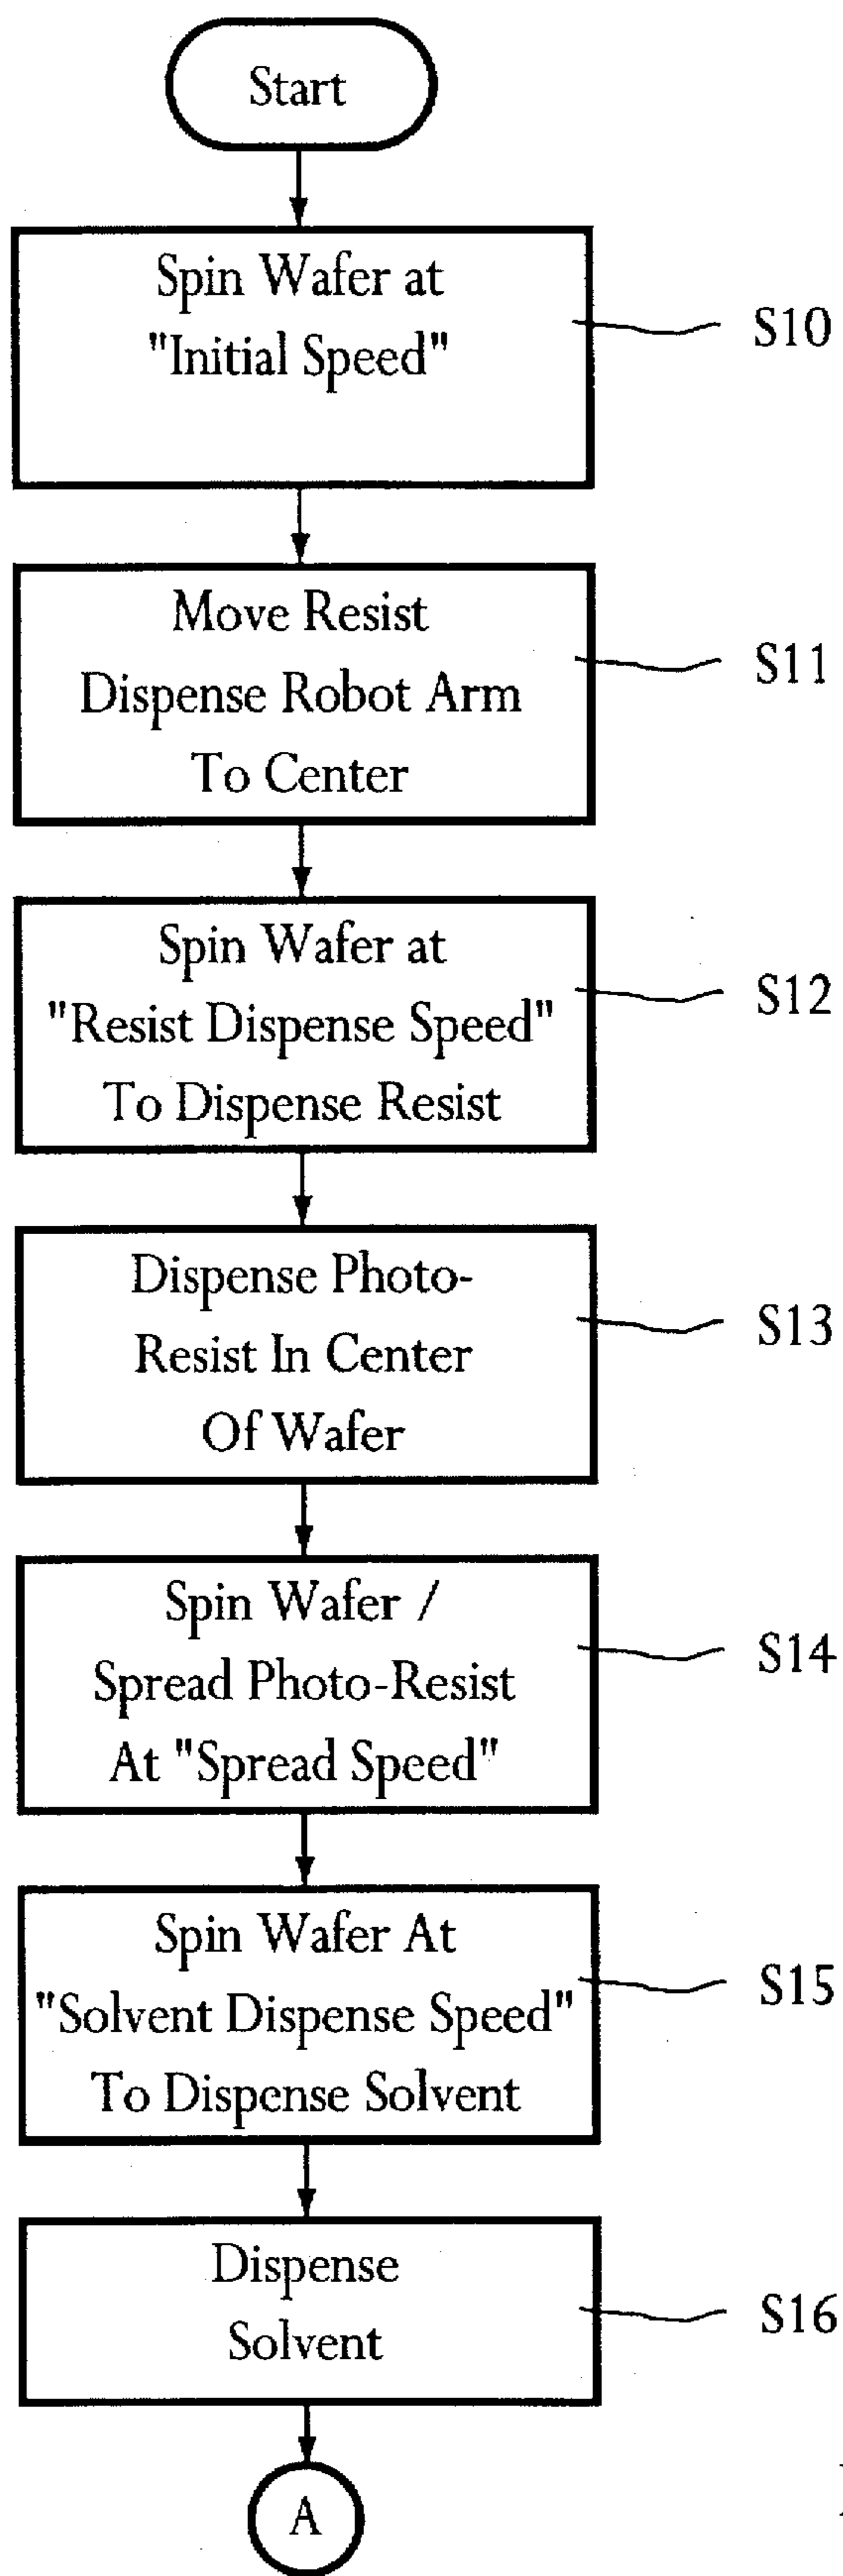 Start
Spin Wafer at
"Initial Speed"
S10
Move Resist
Dispense Robot Arm
To Center
S11
Spin Wafer at
"Resist Dispense Speed"
To Dispense Resist
S12
Dispense Photo-
Resist In Center
Of Wafer
S13
Spin Wafer /
Spread Photo-Resist
At "Spread Speed"
S14
Spin Wafer At
"Solvent Dispense Speed"
To Dispense Solvent
S15
Dispense
Solvent
S16
A